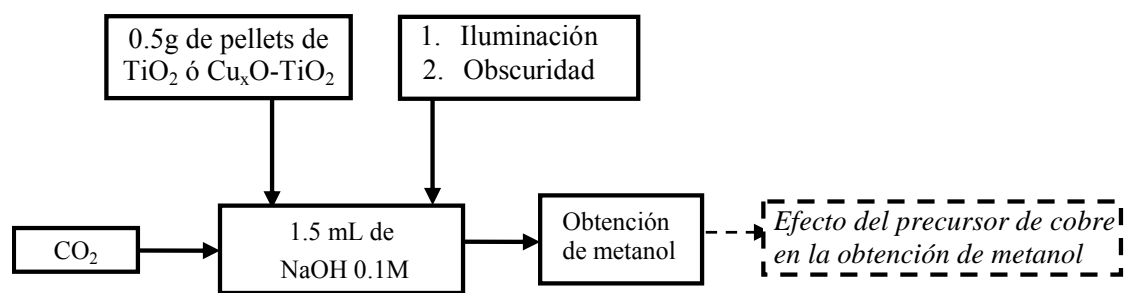 0.5g de pellets de
TiO₂ ó CuₓO-TiO₂
1. Iluminación
2. Obscuridad
CO₂
1.5 mL de
NaOH 0.1M
Obtención
de metanol
Efecto del precursor de cobre
en la obtención de metanol